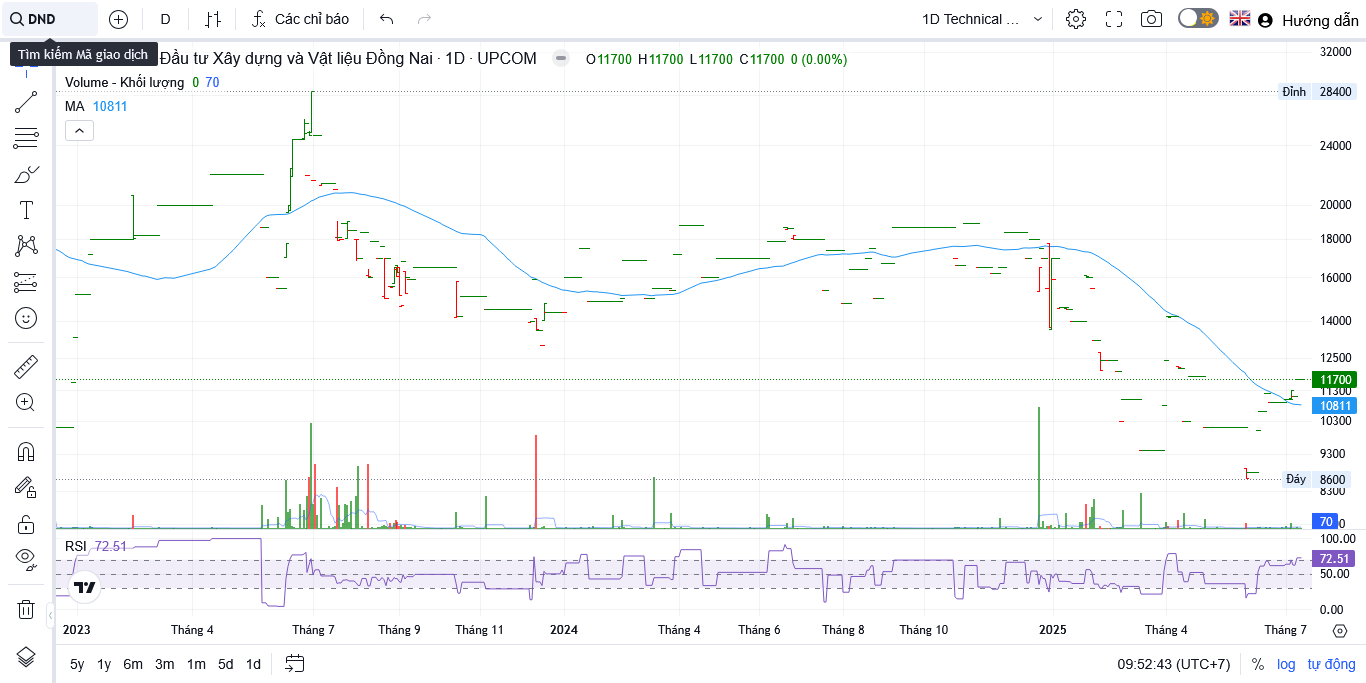 DND D Các chỉ báo 1D Technical ... Hướng dẫn
Tìm kiếm Mã giao dịch Đầu tư Xây dựng và Vật liệu Đồng Nai · 1D · UPCOM O11700 H11700 L11700 C11700 0 (0.00%)
Volume - Khối lượng 0 70
MA 10811
32000
Đỉnh 28400
24000
20000
18000
16000
14000
12500
11700
11300
10811
10300
9300
Đáy 8600
8300
70
RSI 72.51
100.00
72.51
50.00
0.00
2023 Tháng 4 Tháng 7 Tháng 9 Tháng 11 2024 Tháng 4 Tháng 6 Tháng 8 Tháng 10 2025 Tháng 4 Tháng 7
5y 1y 6m 3m 1m 5d 1d 09:52:43 (UTC+7) % log tự động